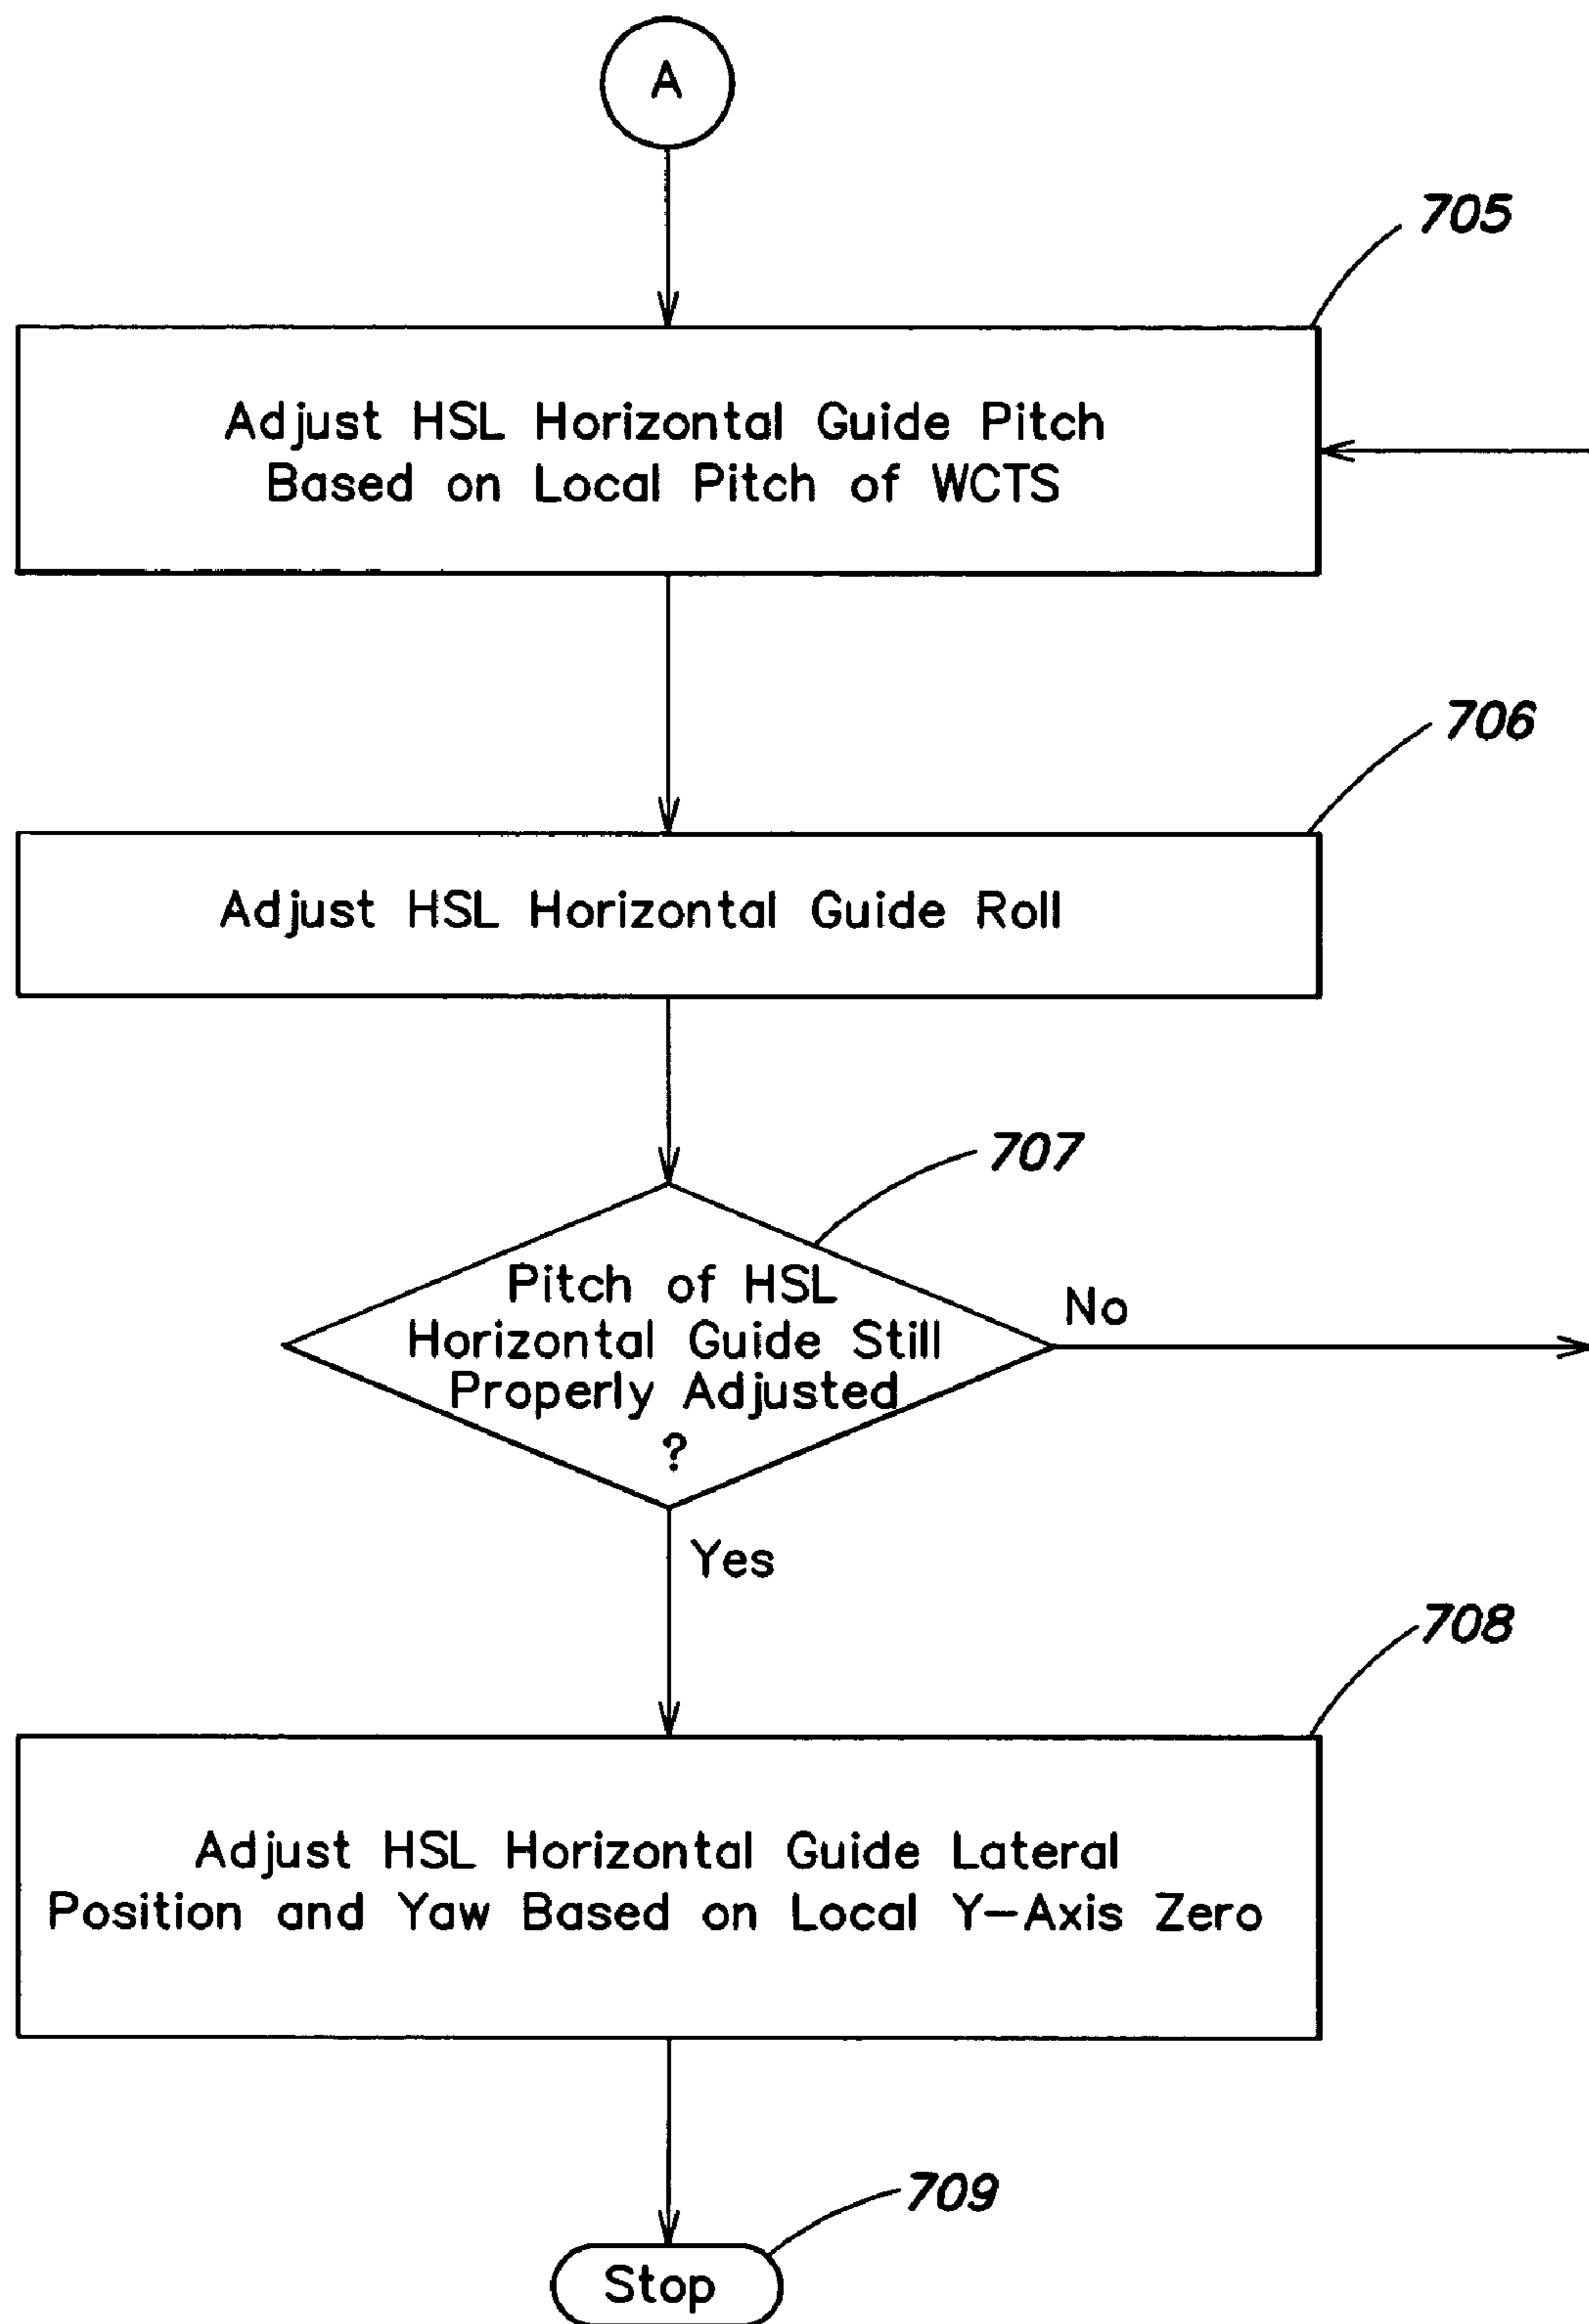 A
705
Adjust HSL Horizontal Guide Pitch
Based on Local Pitch of WCTS
706
Adjust HSL Horizontal Guide Roll
707
Pitch of HSL
Horizontal Guide Still
Properly Adjusted
?
No
Yes
708
Adjust HSL Horizontal Guide Lateral
Position and Yaw Based on Local Y-Axis Zero
709
Stop